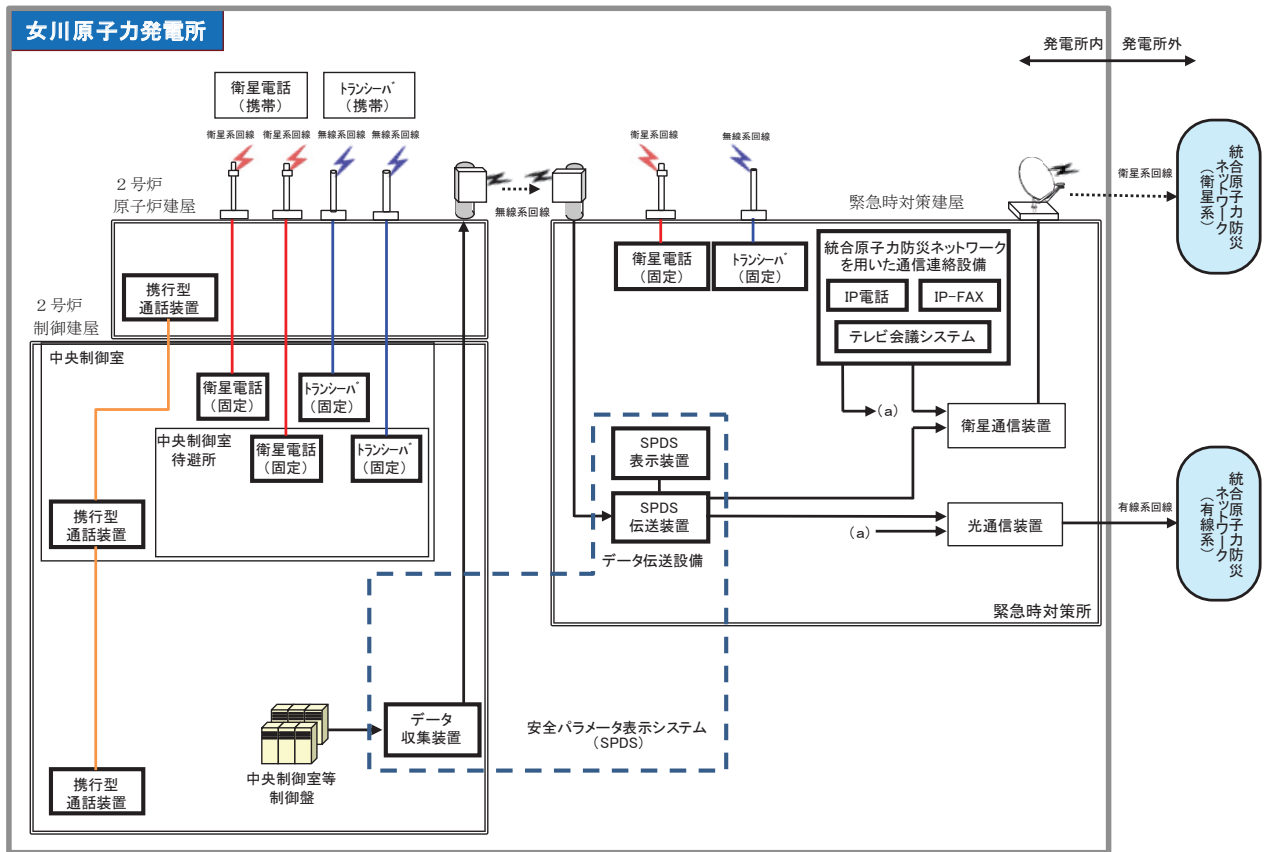 女川原子力発電所
発電所内
発電所外
衛星電話
(携帯)
トランシーバ
(携帯)
衛星系回線
衛星系回線
無線系回線
無線系回線
衛星系回線
無線系回線
無線系回線
衛星系回線
統合原子力防災
ネットワーク
(衛星系)
2号炉
原子炉建屋
緊急時対策建屋
携行型
通話装置
衛星電話
(固定)
トランシーバ
(固定)
統合原子力防災ネットワーク
を用いた通信連絡設備
IP電話
IP-FAX
テレビ会議システム
2号炉
制御建屋
中央制御室
衛星電話
(固定)
トランシーバ
(固定)
中央制御室
待避所
衛星電話
(固定)
トランシーバ
(固定)
(a)
衛星通信装置
SPDS
表示装置
SPDS
伝送装置
データ伝送設備
(a)
光通信装置
有線系回線
統合原子力防災
ネットワーク
(有線系)
携行型
通話装置
緊急時対策所
データ
収集装置
安全パラメータ表示システム
(SPDS)
中央制御室等
制御盤
携行型
通話装置